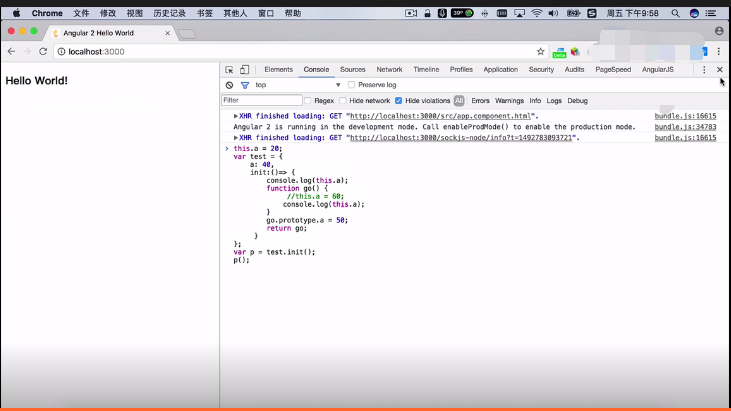 Chrome 文件 修改 视图 历史记录 书签 其他人 窗口 帮助 39° 周五 下午9:58
Angular 2 Hello World
localhost:3000
Hello World!
Elements Console Sources Network Timeline Profiles Application Security Audits PageSpeed AngularJS
top Preserve log
Filter Regex Hide network Hide violations All Errors Warnings Info Logs Debug
XHR finished loading: GET "http://localhost:3000/src/app.component.html". bundle.js:16615
Angular 2 is running in the development mode. Call enableProdMode() to enable the production mode. bundle.js:34783
XHR finished loading: GET "http://localhost:3000/sockjs-node/info?t=1492783093721". bundle.js:16615
this.a = 20;
var test = {
a: 40,
init:()=> {
console.log(this.a);
function go() {
//this.a = 60;
console.log(this.a);
}
go.prototype.a = 50;
return go;
}
};
var p = test.init();
p();